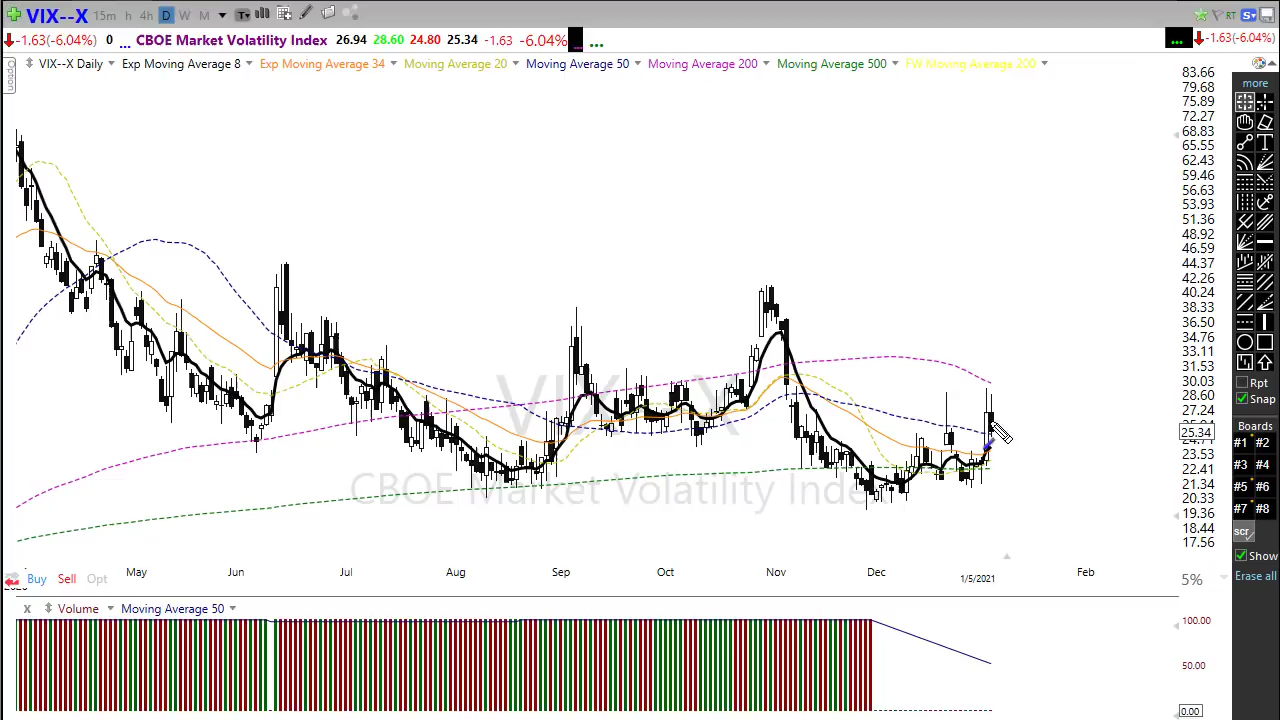 VIX--X 15m h 4h D W M T
-1.63(-6.04%) 0 ... CBOE Market Volatility Index 26.94 28.60 24.80 25.34 -1.63 -6.04% ... ... -1.63(-6.04%)
RT S
Option
VIX--X Daily Exp Moving Average 8 Exp Moving Average 34 Moving Average 20 Moving Average 50 Moving Average 200 Moving Average 500 FW Moving Average 200
83.66
79.68
75.89
72.27
68.83
65.55
62.43
59.46
56.63
53.93
51.36
48.92
46.59
44.37
42.26
40.24
38.33
36.50
34.76
33.11
31.53
30.03
28.60
27.24
25.34
23.53
22.41
21.34
20.33
19.36
18.44
17.56
more
T
Rpt
Snap
Boards
#1 #2
#3 #4
#5 #6
#7 #8
scr
Show
Erase all
VIX--X
CBOE Market Volatility Index
May Jun Jul Aug Sep Oct Nov Dec 1/5/2021 Feb
Buy Sell Opt
5%
x Volume Moving Average 50
100.00
50.00
0.00